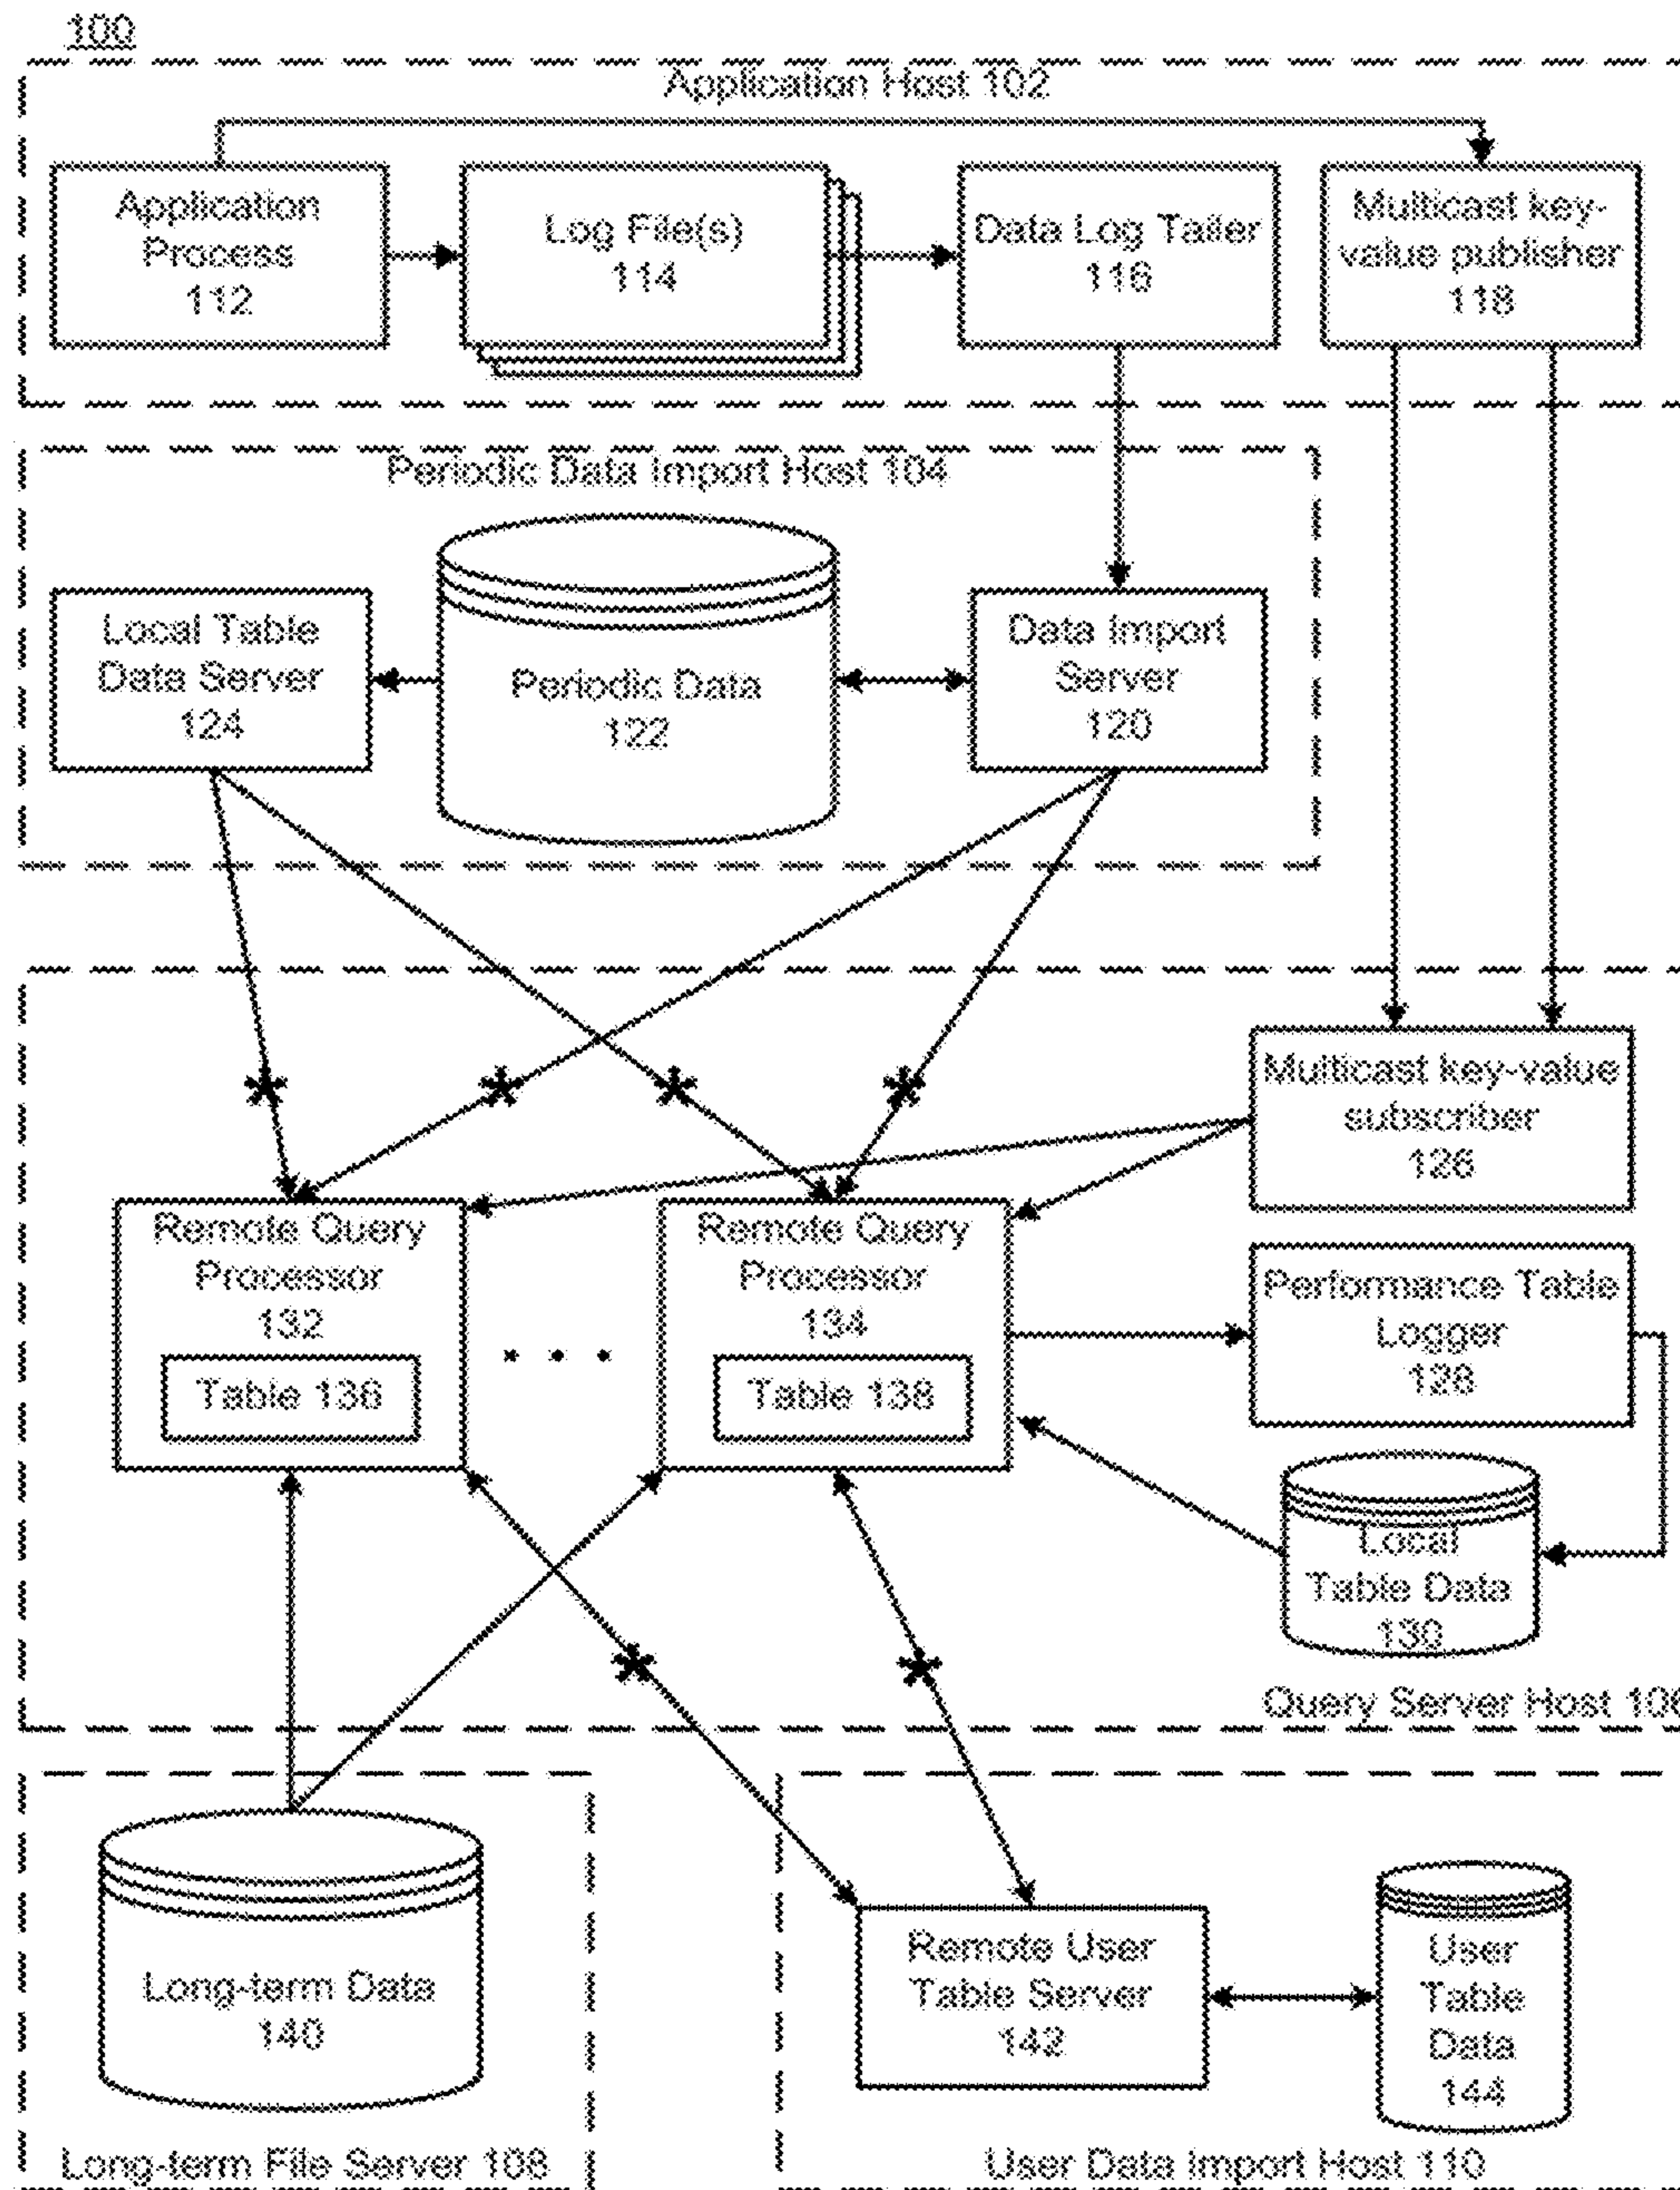 100
Application Host 102
Application
Process
112
Log File(s)
114
Data Log Tailer
116
Multicast key-
value publisher
118
Periodic Data Import Host 104
Local Table
Data Server
124
Periodic Data
122
Data Import
Server
120
Multicast key-value
subscriber
126
Remote Query
Processor
132
Table 136
Remote Query
Processor
134
Table 138
Performance Table
Logger
128
Local
Table Data
130
Query Server Host 106
Long-term Data
140
Long-term File Server 108
Remote User
Table Server
142
User
Table
Data
144
User Data Import Host 110